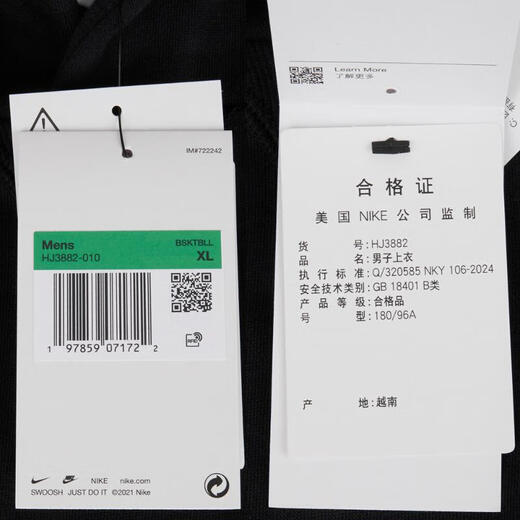 IM#722242
Mens BSKTBLL
HJ3882-010 XL
1 97859 07172 2
RFID
NIKE nike.com
SWOOSH JUST DO IT ©2021 Nike
Learn More
了解更多
合格证
美国 NIKE 公司监制
货号:HJ3882
品名:男子上衣
执行标准:Q/320585 NKY 106-2024
安全技术类别:GB 18401 B类
产品等级:合格品
号型:180/96A
产地:越南